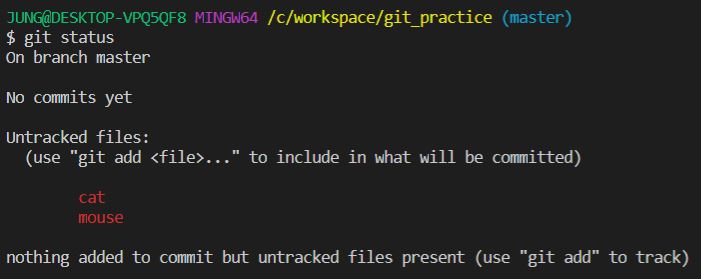 JUNG@DESKTOP-VPQ5QF8 MINGW64 /c/workspace/git_practice (master)
$ git status
On branch master
No commits yet
Untracked files:
(use "git add <file>..." to include in what will be committed)
cat
mouse
nothing added to commit but untracked files present (use "git add" to track)